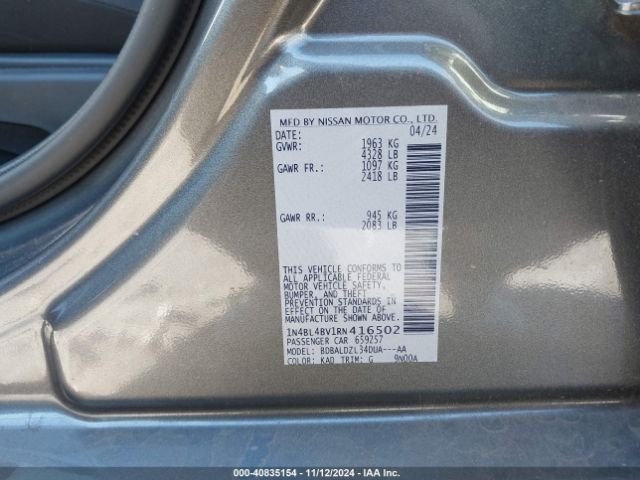 MFD BY NISSAN MOTOR CO., LTD.
DATE: 04/24
GVWR: 1963 KG
4328 LB
GAWR FR.: 1097 KG
2418 LB
GAWR RR.: 945 KG
2083 LB
THIS VEHICLE CONFORMS TO
ALL APPLICABLE FEDERAL
MOTOR VEHICLE SAFETY,
BUMPER, AND THEFT
PREVENTION STANDARDS IN
EFFECT ON THE DATE OF
MANUFACTURE SHOWN ABOVE.
1N4BL4BV1RN416502
PASSENGER CAR 659257
MODEL: BDBALDZL34DUA---AA
COLOR: KAD TRIM: G 9N00A
000-40835154 - 11/12/2024 - IAA Inc.